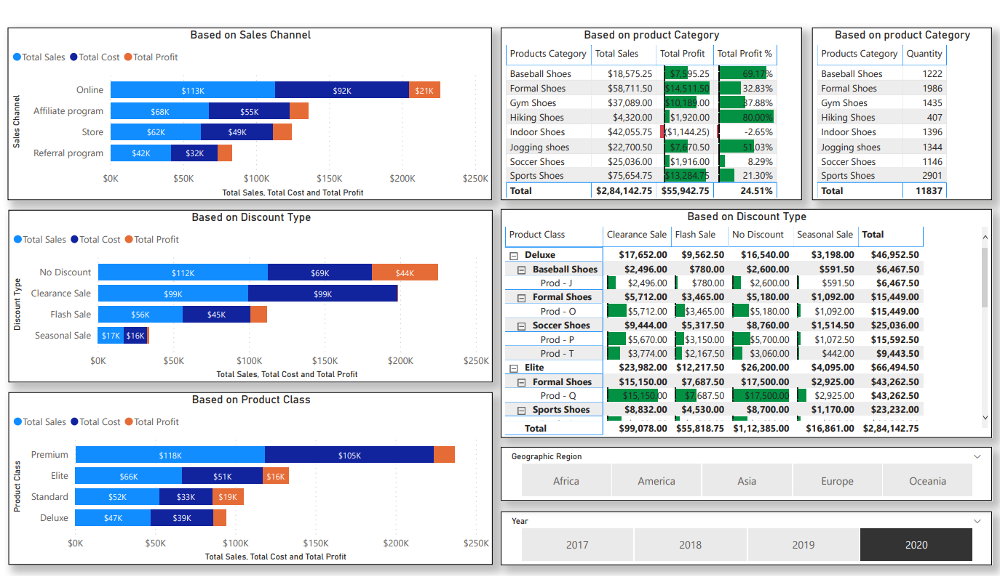 Based on Sales Channel
Total Sales Total Cost Total Profit
Sales Channel
Online $113K $92K $21K
Affiliate program $68K $55K
Store $62K $49K
Referral program $42K $32K
$0K $50K $100K $150K $200K $250K
Total Sales, Total Cost and Total Profit
Based on product Category
Products Category Total Sales Total Profit Total Profit %
Baseball Shoes $18,575.25 $7,595.25 69.17%
Formal Shoes $58,711.50 $14,511.50 32.83%
Gym Shoes $37,089.00 $10,189.00 37.88%
Hiking Shoes $4,320.00 $1,920.00 80.00%
Indoor Shoes $42,055.75 ($1,144.25) -2.65%
Jogging shoes $22,700.50 $7,670.50 51.03%
Soccer Shoes $25,036.00 $1,916.00 8.29%
Sports Shoes $75,654.75 $13,284.75 21.30%
Total $2,84,142.75 $55,942.75 24.51%
Based on product Category
Products Category Quantity
Baseball Shoes 1222
Formal Shoes 1986
Gym Shoes 1435
Hiking Shoes 407
Indoor Shoes 1396
Jogging shoes 1344
Soccer Shoes 1146
Sports Shoes 2901
Total 11837
Based on Discount Type
Total Sales Total Cost Total Profit
Discount Type
No Discount $112K $69K $44K
Clearance Sale $99K $99K
Flash Sale $56K $45K
Seasonal Sale $17K $16K
$0K $50K $100K $150K $200K $250K
Total Sales, Total Cost and Total Profit
Based on Discount Type
Product Class Clearance Sale Flash Sale No Discount Seasonal Sale Total
Deluxe $17,652.00 $9,562.50 $16,540.00 $3,198.00 $46,952.50
Baseball Shoes $2,496.00 $780.00 $2,600.00 $591.50 $6,467.50
Prod - J $2,496.00 $780.00 $2,600.00 $591.50 $6,467.50
Formal Shoes $5,712.00 $3,465.00 $5,180.00 $1,092.00 $15,449.00
Prod - O $5,712.00 $3,465.00 $5,180.00 $1,092.00 $15,449.00
Soccer Shoes $9,444.00 $5,317.50 $8,760.00 $1,514.50 $25,036.00
Prod - P $5,670.00 $3,150.00 $5,700.00 $1,072.50 $15,592.50
Prod - T $3,774.00 $2,167.50 $3,060.00 $442.00 $9,443.50
Elite $23,982.00 $12,217.50 $26,200.00 $4,095.00 $66,494.50
Formal Shoes $15,150.00 $7,687.50 $17,500.00 $2,925.00 $43,262.50
Prod - Q $15,150.00 $7,687.50 $17,500.00 $2,925.00 $43,262.50
Sports Shoes $8,832.00 $4,530.00 $8,700.00 $1,170.00 $23,232.00
Total $99,078.00 $55,818.75 $1,12,385.00 $16,861.00 $2,84,142.75
Based on Product Class
Total Sales Total Cost Total Profit
Product Class
Premium $118K $105K
Elite $66K $51K $16K
Standard $52K $33K $19K
Deluxe $47K $39K
$0K $50K $100K $150K $200K $250K
Total Sales, Total Cost and Total Profit
Geographic Region
Africa America Asia Europe Oceania
Year
2017 2018 2019 2020